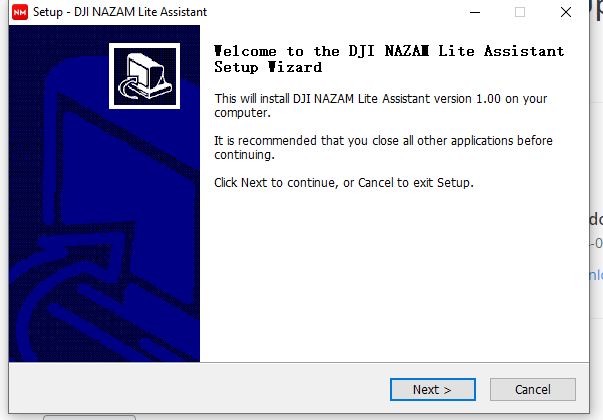 NM Setup - DJI NAZAM Lite Assistant
Welcome to the DJI NAZAM Lite Assistant
Setup Wizard
This will install DJI NAZAM Lite Assistant version 1.00 on your
computer.
It is recommended that you close all other applications before
continuing.
Click Next to continue, or Cancel to exit Setup.
Next >
Cancel